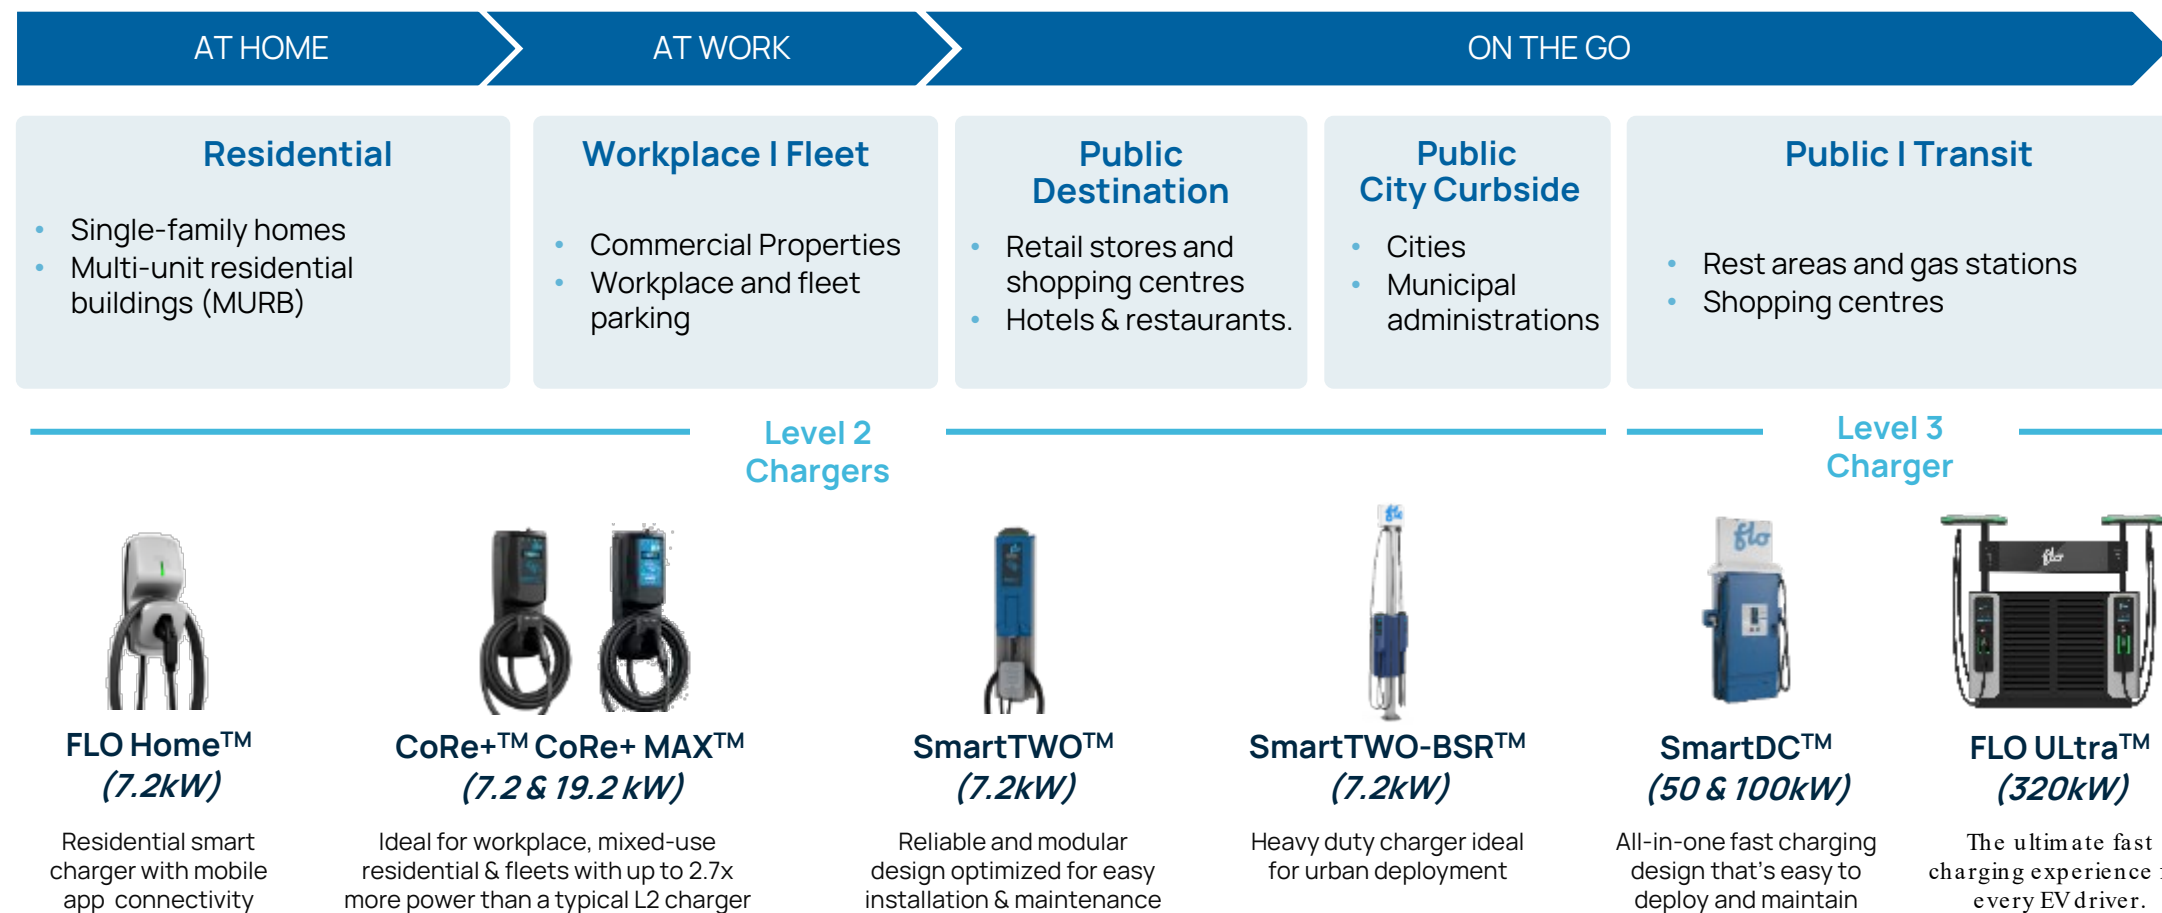 AT HOME
AT WORK
ON THE GO
Residential
• Single-family homes
• Multi-unit residential
buildings (MURB)
Workplace I Fleet
• Commercial Properties
• Workplace and fleet
parking
Public
Destination
• Retail stores and
shopping centres
• Hotels & restaurants.
Public
City Curbside
• Cities
• Municipal
administrations
Public I Transit
• Rest areas and gas stations
• Shopping centres
Level 2
Chargers
Level 3
Charger
flo
flo
flo
FLO Home™
(7.2kW)
Residential smart
charger with mobile
app connectivity
CoRe+™ CoRe+ MAX™
(7.2 & 19.2 kW)
Ideal for workplace, mixed-use
residential & fleets with up to 2.7x
more power than a typical L2 charger
SmartTWO™
(7.2kW)
Reliable and modular
design optimized for easy
installation & maintenance
SmartTWO-BSR™
(7.2kW)
Heavy duty charger ideal
for urban deployment
SmartDC™
(50 & 100kW)
All-in-one fast charging
design that's easy to
deploy and maintain
FLO ULtra™
(320kW)
The ultimate fast
charging experience
every EV driver.